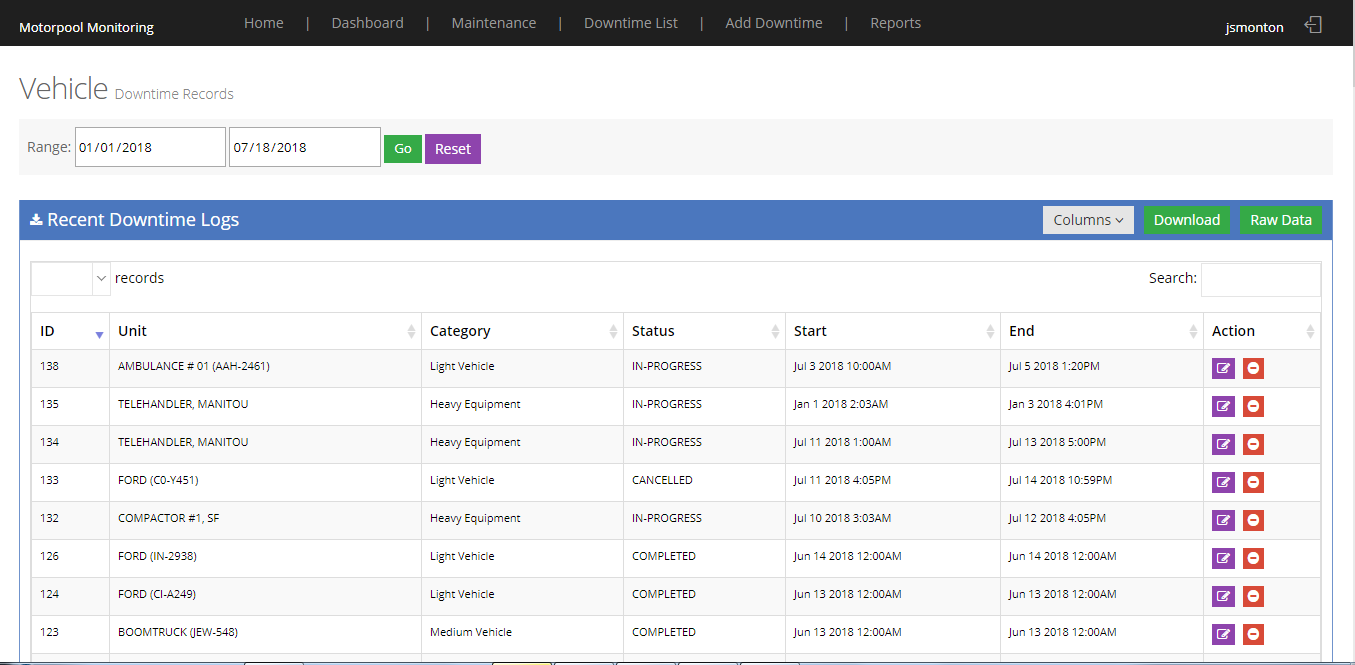 Motorpool Monitoring Home | Dashboard | Maintenance | Downtime List | Add Downtime | Reports jsmonton
Vehicle Downtime Records
Range: 01/01/2018 07/18/2018 Go Reset
Recent Downtime Logs Columns Download Raw Data
records Search:
ID Unit Category Status Start End Action
138 AMBULANCE # 01 (AAH-2461) Light Vehicle IN-PROGRESS Jul 3 2018 10:00AM Jul 5 2018 1:20PM
135 TELEHANDLER, MANITOU Heavy Equipment IN-PROGRESS Jan 1 2018 2:03AM Jan 3 2018 4:01PM
134 TELEHANDLER, MANITOU Heavy Equipment IN-PROGRESS Jul 11 2018 1:00AM Jul 13 2018 5:00PM
133 FORD (C0-Y451) Light Vehicle CANCELLED Jul 11 2018 4:05PM Jul 14 2018 10:59PM
132 COMPACTOR #1, SF Heavy Equipment IN-PROGRESS Jul 10 2018 3:03AM Jul 12 2018 4:05PM
126 FORD (IN-2938) Light Vehicle COMPLETED Jun 14 2018 12:00AM Jun 14 2018 12:00AM
124 FORD (CI-A249) Light Vehicle COMPLETED Jun 13 2018 12:00AM Jun 13 2018 12:00AM
123 BOOMTRUCK (JEW-548) Medium Vehicle COMPLETED Jun 13 2018 12:00AM Jun 13 2018 12:00AM